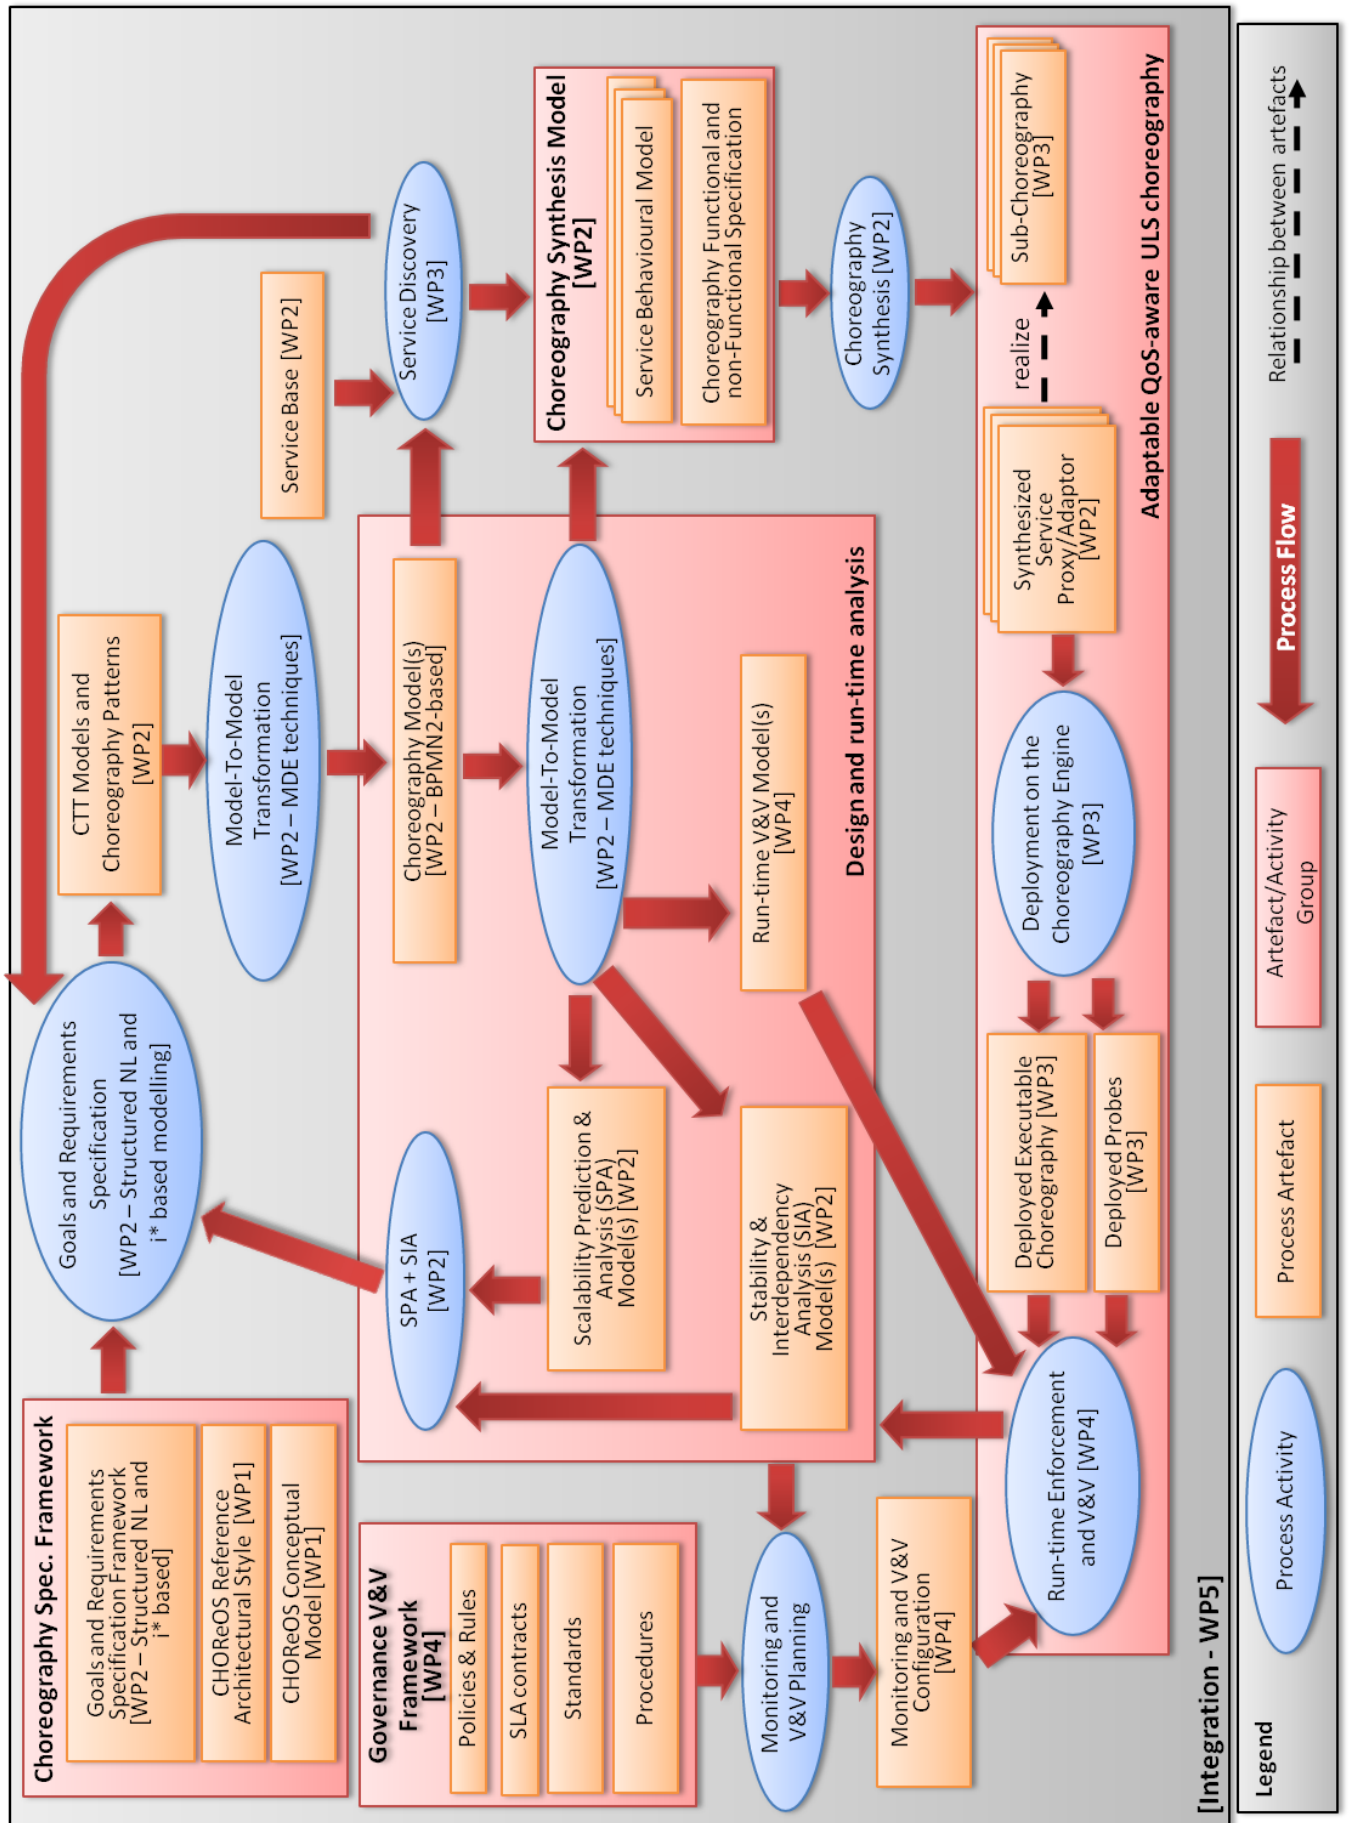 Choreography Spec. Framework
Goals and Requirements
Specification Framework
[WP2 – Structured NL and
i* based)
CHOReOS Reference
Architectural Style [WP1]
CHOReOS Conceptual
Model [WP1]
Goals and Requirements
Specification
[WP2 – Structured NL and
i* based modelling]
CTT Models and
Choreography Patterns
[WP2]
Model-To-Model
Transformation
[WP2 – MDE techniques]
Service Base [WP2]
Service Discovery
[WP3]
Governance V&V
Framework
[WP4]
Policies & Rules
SLA contracts
Standards
Procedures
SPA + SIA
[WP2]
Scalability Prediction &
Analysis (SPA)
Model(s) [WP2]
Stability &
Interdependency
Analysis (SIA)
Model(s) [WP2]
Choreography Model(s)
[WP2 – BPMN2-based]
Model-To-Model
Transformation
[WP2 – MDE techniques]
Run-time V&V Model(s)
[WP4]
Design and run-time analysis
Choreography Synthesis Model
[WP2]
Service Behavioural Model
Choreography Functional and
non-Functional Specification
Choreography
Synthesis [WP2]
Monitoring and
V&V Planning
Monitoring and V&V
Configuration
[WP4]
Run-time Enforcement
and V&V [WP4]
Deployed Executable
Choreography [WP3]
Deployed Probes
[WP3]
Deployment on the
Choreography Engine
[WP3]
Synthesized
Service
Proxy/Adaptor
[WP2]
realize
Sub-Choreography
[WP3]
Adaptable QoS-aware ULS choreography
[Integration - WP5]
Legend
Process Activity
Process Artefact
Artefact/Activity
Group
Process Flow
Relationship between artefacts